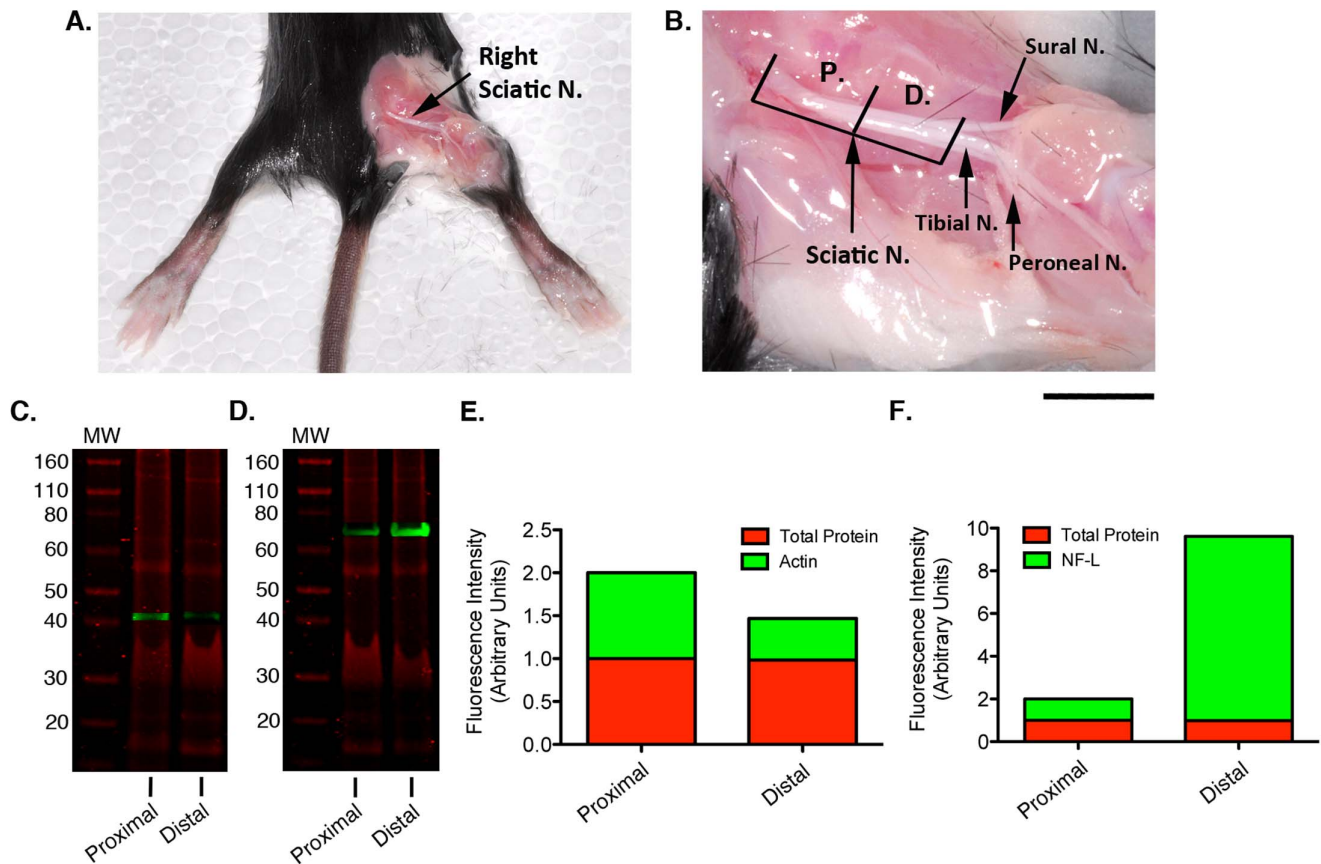 A.
Right
Sciatic N.
B.
P.
D.
Sural N.
Tibial N.
Sciatic N.
Peroneal N.
C.
MW
160
110
80
60
50
40
30
20
Proximal
Distal
D.
MW
160
110
80
60
50
40
30
20
Proximal
Distal
E.
Fluorescence Intensity
(Arbitrary Units)
2.5
2.0
1.5
1.0
0.5
0.0
Total Protein
Actin
Proximal
Distal
F.
Fluorescence Intensity
(Arbitrary Units)
10
8
6
4
2
0
Total Protein
NF-L
Proximal
Distal